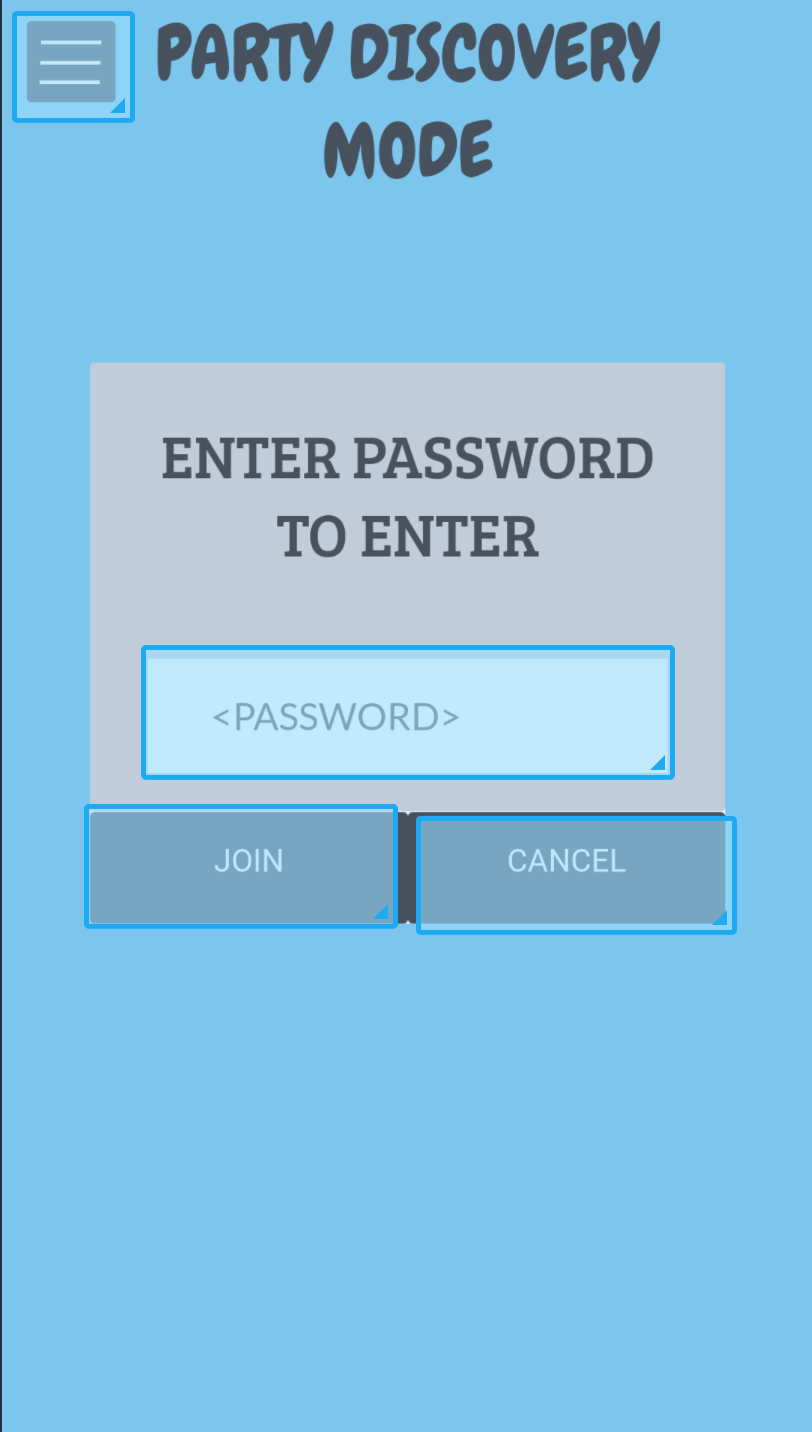 PARTY DISCOVERY
MODE
ENTER PASSWORD
TO ENTER
<PASSWORD>
JOIN
CANCEL